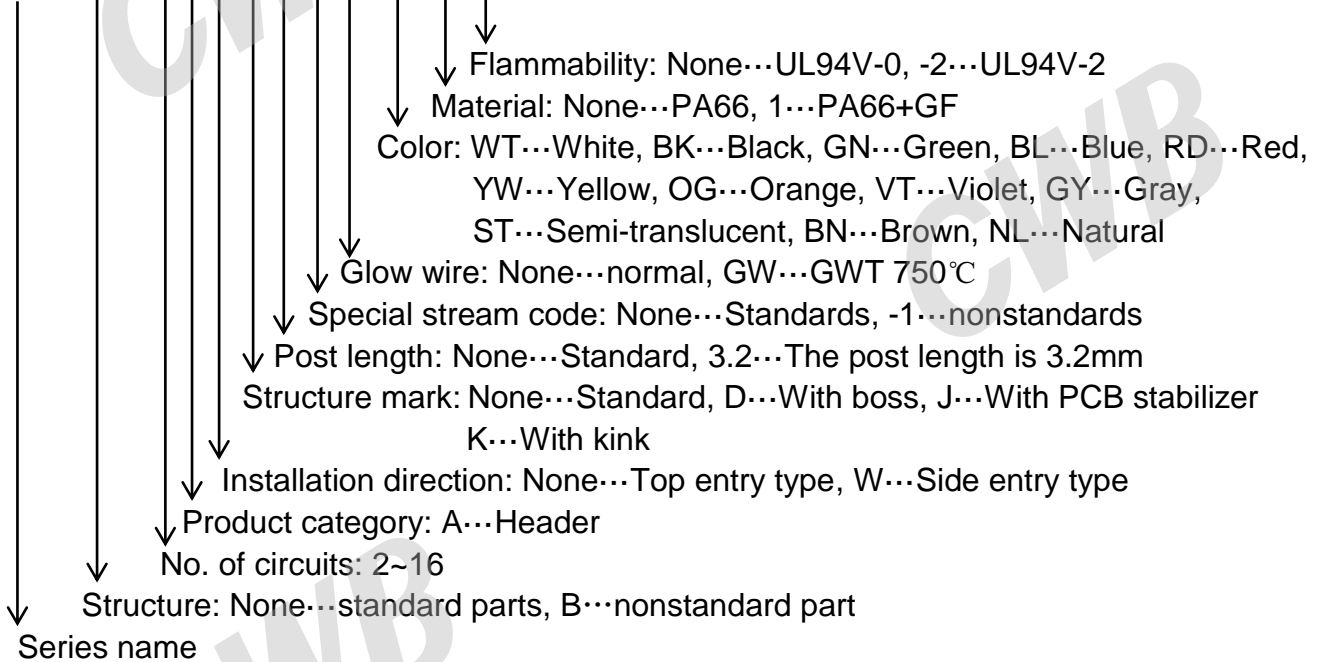 Flammability: None···UL94V-0, -2···UL94V-2
Material: None···PA66, 1···PA66+GF
Color: WT···White, BK···Black, GN···Green, BL···Blue, RD···Red,
YW···Yellow, OG···Orange, VT···Violet, GY···Gray,
ST···Semi-translucent, BN···Brown, NL···Natural
Glow wire: None···normal, GW···GWT 750℃
Special stream code: None···Standards, -1···nonstandards
Post length: None···Standard, 3.2···The post length is 3.2mm
Structure mark: None···Standard, D···With boss, J···With PCB stabilizer
K···With kink
Installation direction: None···Top entry type, W···Side entry type
Product category: A···Header
No. of circuits: 2~16
Structure: None···standard parts, B···nonstandard part
Series name
CWB
CWB
CWB